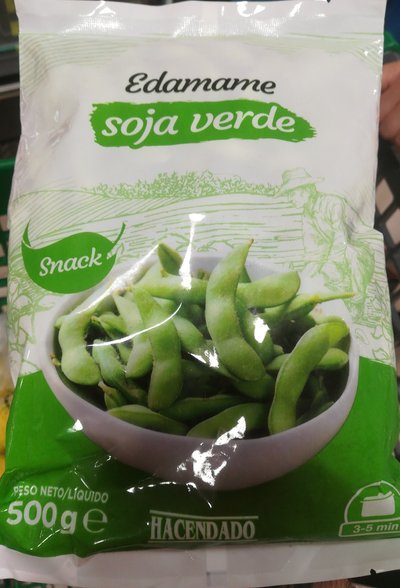 Edamame
soja verde
Snack
PESO NETO/LÍQUIDO
500g e
HACENDADO
3-5 min